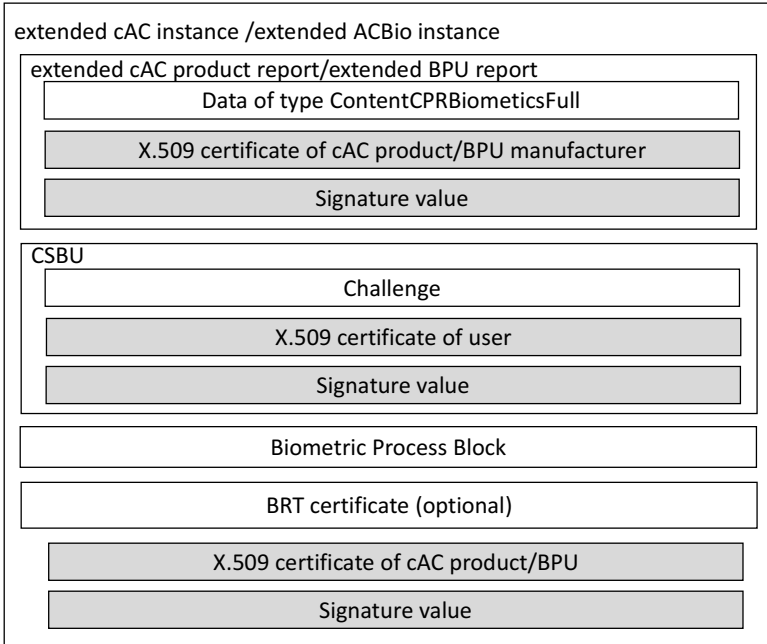 extended cAC instance /extended ACBio instance
extended cAC product report/extended BPU report
Data of type ContentCPRBiometicsFull
X.509 certificate of cAC product/BPU manufacturer
Signature value
CSBU
Challenge
X.509 certificate of user
Signature value
Biometric Process Block
BRT certificate (optional)
X.509 certificate of cAC product/BPU
Signature value